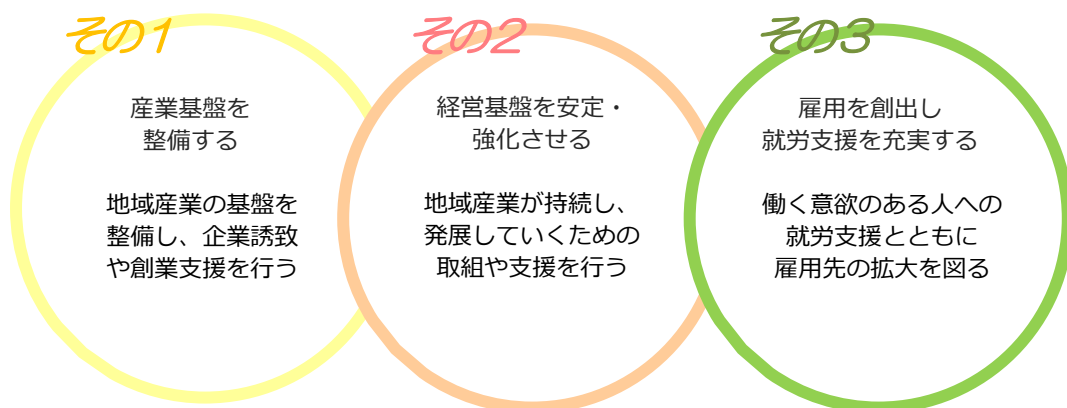 その1
産業基盤を
整備する
地域産業の基盤を
整備し、企業誘致
や創業支援を行う
その2
経営基盤を安定・
強化させる
地域産業が持続し、
発展していくための
取組や支援を行う
その3
雇用を創出し
就労支援を充実する
働く意欲のある人への
就労支援とともに
雇用先の拡大を図る